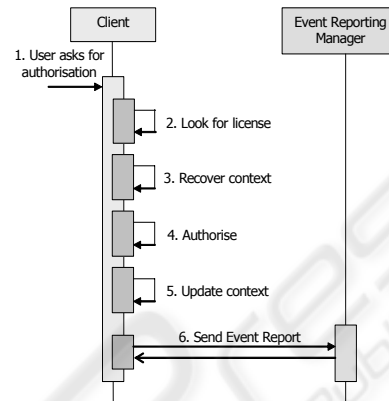 Client
Event Reporting
Manager
1. User asks for
authorisation
2. Look for license
3. Recover context
4. Authorise
5. Update context
6. Send Event Report